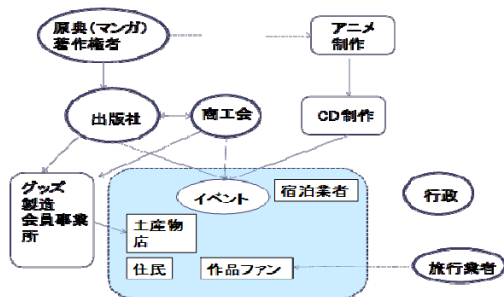 原典(マンガ)
著作権者
アニメ
制作
出版社
商工会
CD制作
グッズ
製造
会員事業
所
イベント
宿泊業者
行政
土産物
店
住民
作品ファン
旅行業者